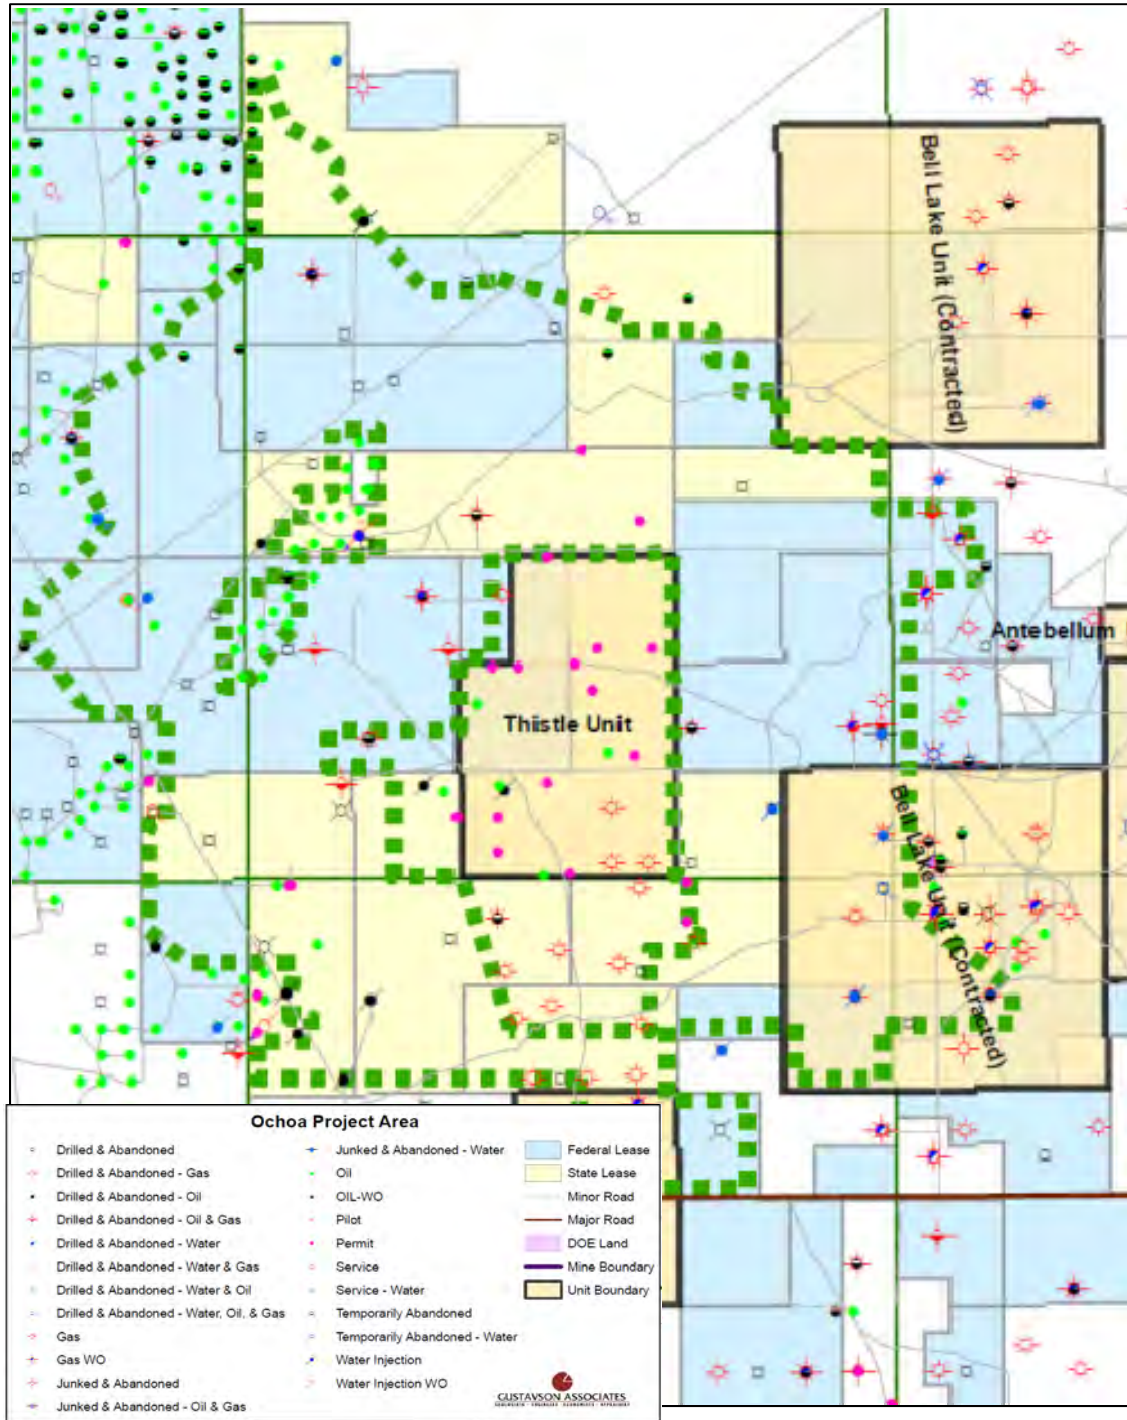 Bell Lake Unit (Contracted)
Antebellum
Thistle Unit
Bell Lake Unit (Contracted)
Ochoa Project Area
Drilled & Abandoned
Drilled & Abandoned - Gas
Drilled & Abandoned - Oil
Drilled & Abandoned - Oil & Gas
Drilled & Abandoned - Water
Drilled & Abandoned - Water & Gas
Drilled & Abandoned - Water & Oil
Drilled & Abandoned - Water, Oil, & Gas
Gas
Gas WO
Junked & Abandoned
Junked & Abandoned - Oil & Gas
Junked & Abandoned - Water
Oil
OIL-WO
Pilot
Permit
Service
Service - Water
Temporarily Abandoned
Temporarily Abandoned - Water
Water Injection
Water Injection WO
Federal Lease
State Lease
Minor Road
Major Road
DOE Land
Mine Boundary
Unit Boundary
GUSTAVSON ASSOCIATES